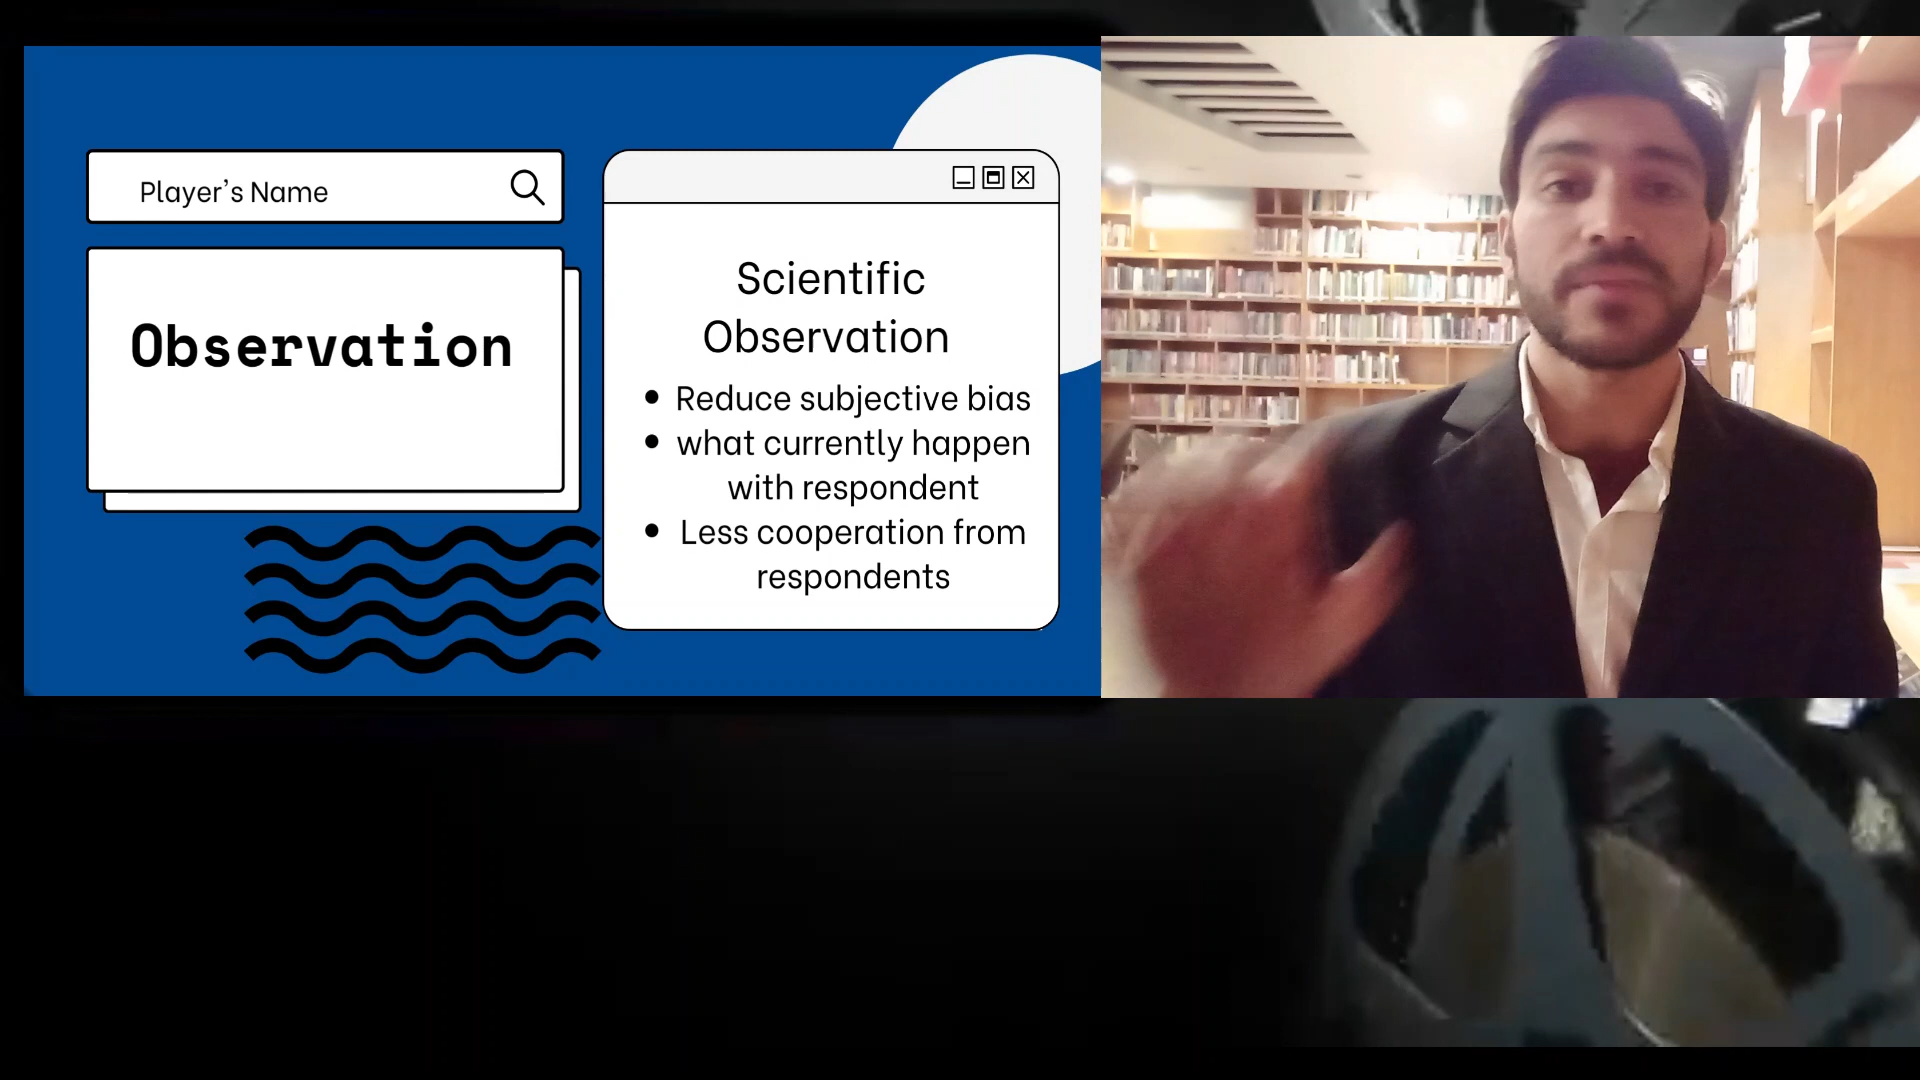 Player's Name
Observation
Scientific
Observation
Reduce subjective bias
what currently happen
with respondent
Less cooperation from
respondents